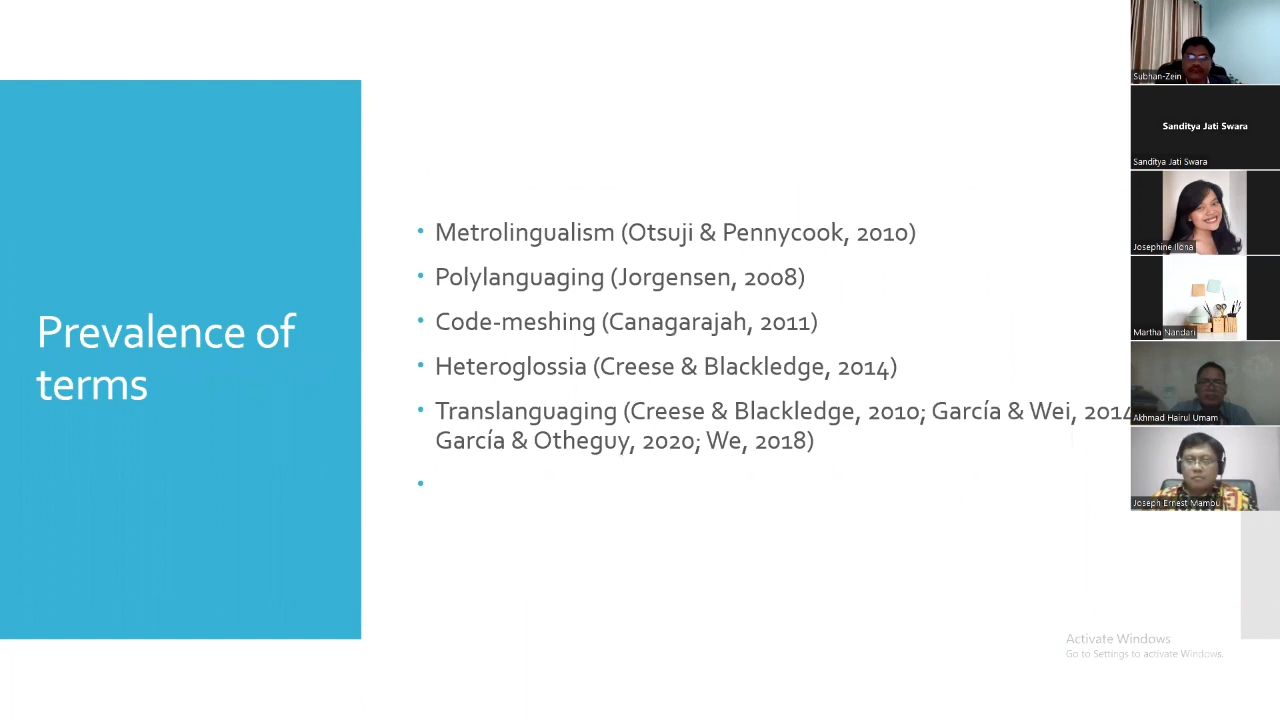 Prevalence of
terms
• Metrolingualism (Otsuji & Pennycook, 2010)
• Polylanguaging (Jorgensen, 2008)
• Code-meshing (Canagarajah, 2011)
• Heteroglossia (Creese & Blackledge, 2014)
• Translanguaging (Creese & Blackledge, 2010; García & Wei, 2014
García & Otheguy, 2020; We, 2018)
•
Subhan-Zein
Sanditya Jati Swara
Sanditya Jati Swara
Josephine Ilona
Martha Nandari
Akhmad Hairul Umam
Joseph Ernest Mambu
Activate Windows
Go to Settings to activate Windows.